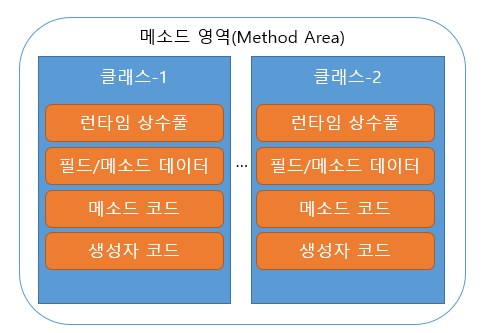 메소드 영역(Method Area)
클래스-1
런타임 상수풀
필드/메소드 데이터
메소드 코드
생성자 코드
...
클래스-2
런타임 상수풀
필드/메소드 데이터
메소드 코드
생성자 코드